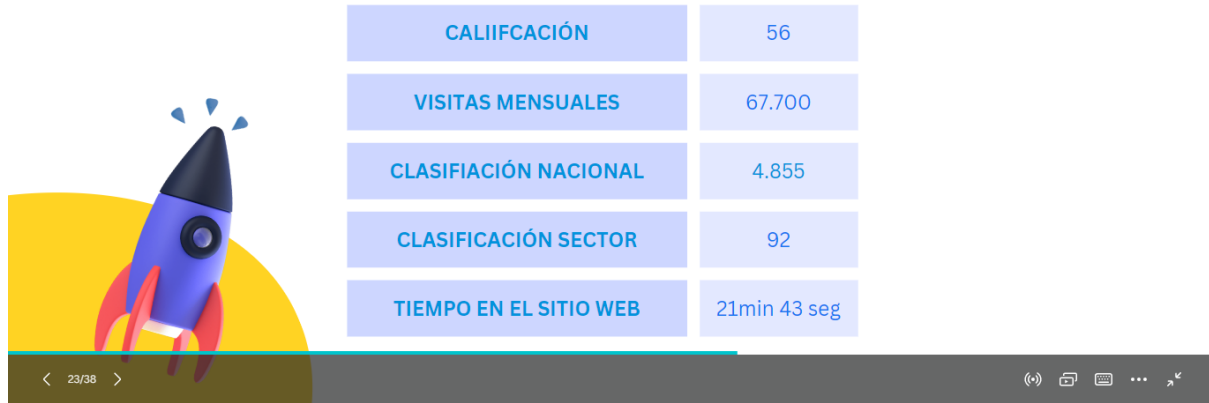 CALIIFCACIÓN 56
VISITAS MENSUALES 67.700
CLASIFIACIÓN NACIONAL 4.855
CLASIFICACIÓN SECTOR 92
TIEMPO EN EL SITIO WEB 21min 43 seg
23/38